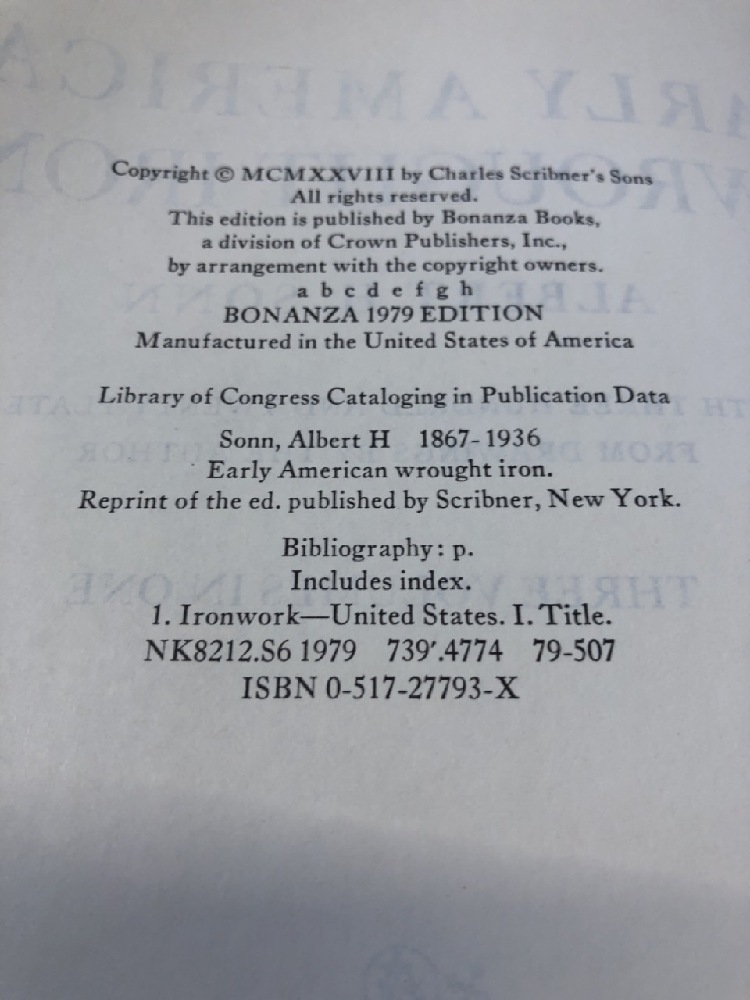 Copyright © MCMXXVIII by Charles Scribner's Sons
All rights reserved.
This edition is published by Bonanza Books,
a division of Crown Publishers, Inc.,
by arrangement with the copyright owners.
a b c d e f g h
BONANZA 1979 EDITION
Manufactured in the United States of America
Library of Congress Cataloging in Publication Data
Sonn, Albert H 1867-1936
Early American wrought iron.
Reprint of the ed. published by Scribner, New York.
Bibliography: p.
Includes index.
1. Ironwork—United States. I. Title.
NK8212.S6 1979 739'.4774 79-507
ISBN 0-517-27793-X